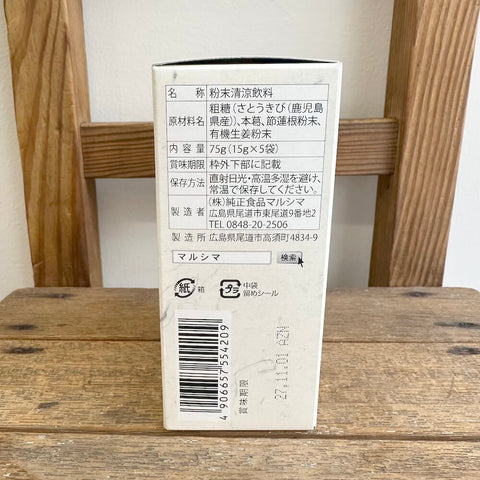 名　　称 粉末清涼飲料
原材料名 粗糖（さとうきび（鹿児島
県産））、本葛、節蓮根粉末、
有機生姜粉末
内 容 量 75g（15g×5袋）
賞味期限 枠外下部に記載
保存方法 直射日光・高温多湿を避け、
常温で保存してください。
製 造 者 （株）純正食品マルシマ
広島県尾道市東尾道9番地2
TEL 0848-20-2506
製 造 所 広島県尾道市高須町4834-9
マルシマ 検索
紙 箱 プラ 中袋
留めシール
4 906657 554209
賞味期限
27.11.01 AZN